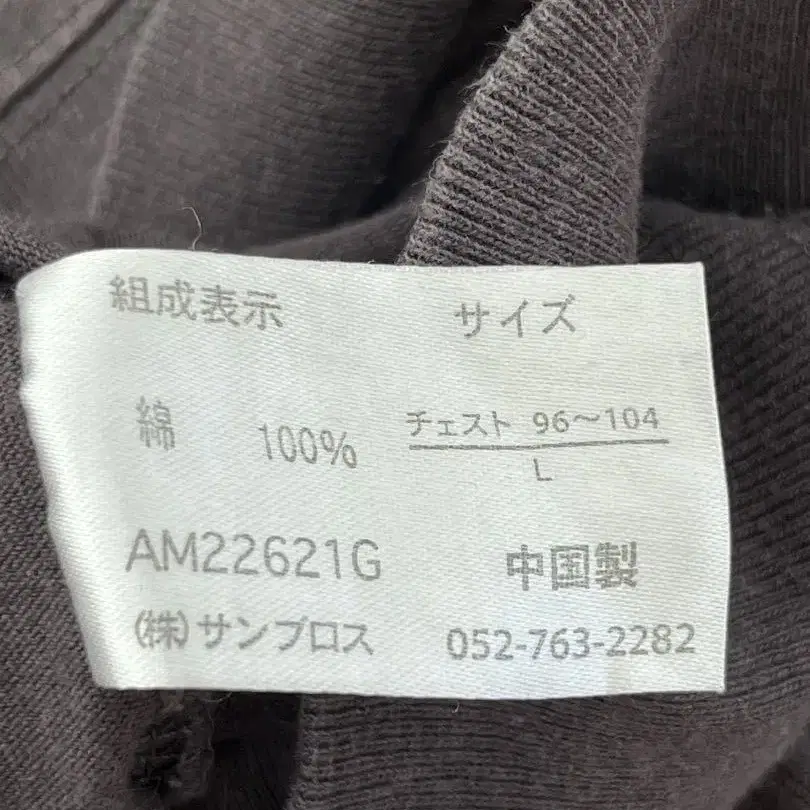 組成表示 サイズ
綿 100% チェスト 96～104
L
AM22621G 中国製
㈱サンブロス 052-763-2282